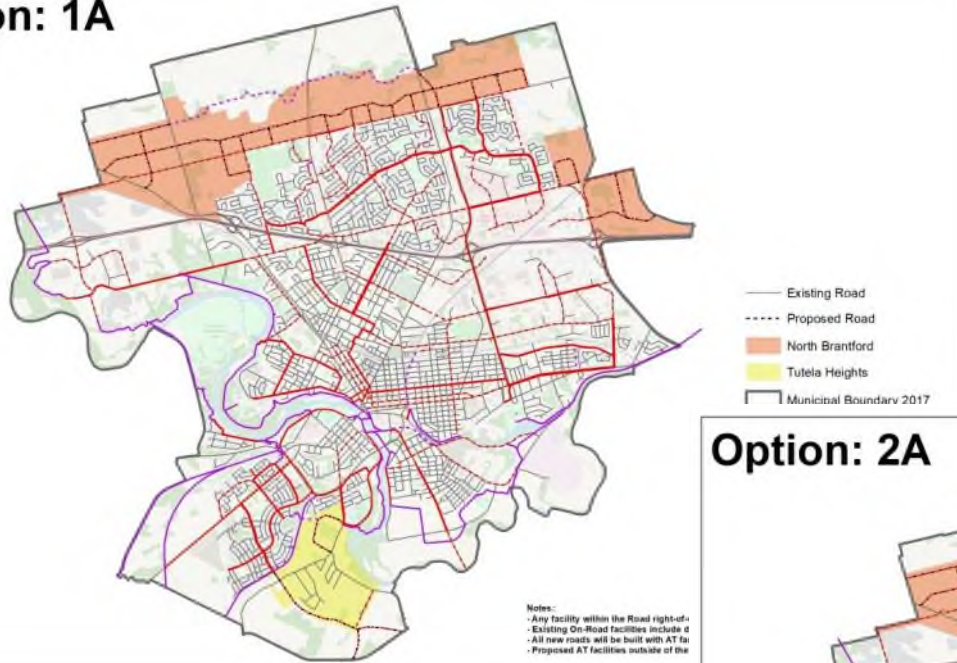 on: 1A
Existing Road
Proposed Road
North Brantford
Tutela Heights
Municipal Boundary 2017
Option: 2A
Notes:
- Any facility within the Road right-of-
- Existing On-Road facilities include d
- All new roads will be built with AT fa
- Proposed AT facilities outside of the